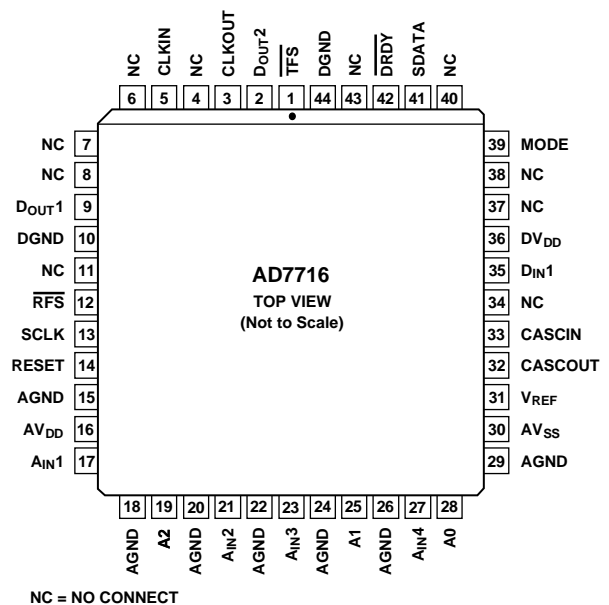 NC
CLKIN
NC
CLKOUT
DOUT2
TFS
DGND
NC
DRDY
SDATA
NC
6 5 4 3 2 1 44 43 42 41 40
NC 7
NC 8
DOUT1 9
DGND 10
NC 11
RFS 12
SCLK 13
RESET 14
AGND 15
AVDD 16
AIN1 17
AD7716
TOP VIEW
(Not to Scale)
39 MODE
38 NC
37 NC
36 DVDD
35 DIN1
34 NC
33 CASCIN
32 CASCOUT
31 VREF
30 AVSS
29 AGND
18 19 20 21 22 23 24 25 26 27 28
AGND
A2
AGND
AIN2
AGND
AIN3
AGND
A1
AGND
AIN4
A0
NC = NO CONNECT